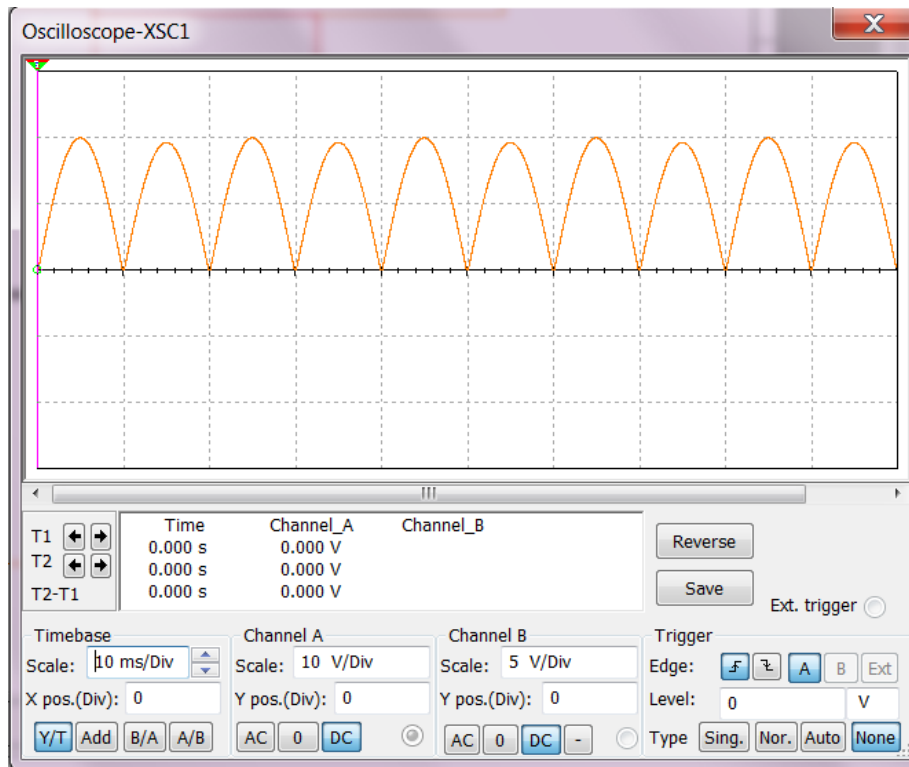 Oscilloscope-XSC1
X
T1
T2
T2-T1
Time Channel_A Channel_B
0.000 s 0.000 V
0.000 s 0.000 V
0.000 s 0.000 V
Reverse
Save
Ext. trigger
Timebase
Scale: 10 ms/Div
X pos.(Div): 0
Y/T Add B/A A/B
Channel A
Scale: 10 V/Div
Y pos.(Div): 0
AC 0 DC
Channel B
Scale: 5 V/Div
Y pos.(Div): 0
AC 0 DC -
Trigger
Edge: A B Ext
Level: 0 V
Type Sing. Nor. Auto None